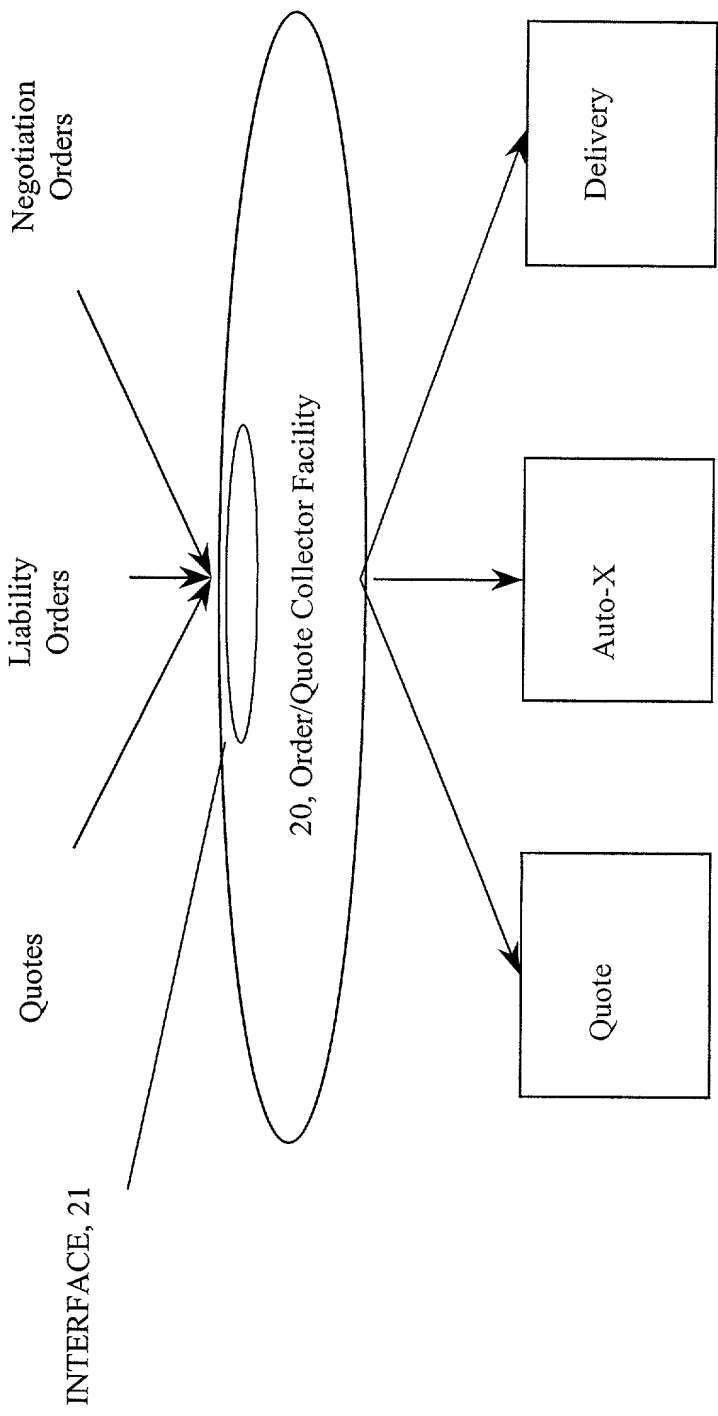 INTERFACE, 21
Quotes
Liability
Orders
Negotiation
Orders
20, Order/Quote Collector Facility
Quote
Auto-X
Delivery